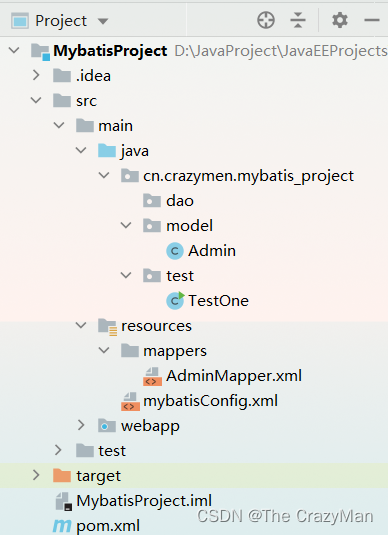 Project
MybatisProject D:\JavaProject\JavaEEProjects
.idea
src
main
java
cn.crazymen.mybatis_project
dao
model
Admin
test
TestOne
resources
mappers
AdminMapper.xml
mybatisConfig.xml
webapp
test
target
MybatisProject.iml
pom.xml
CSDN @The CrazyMan